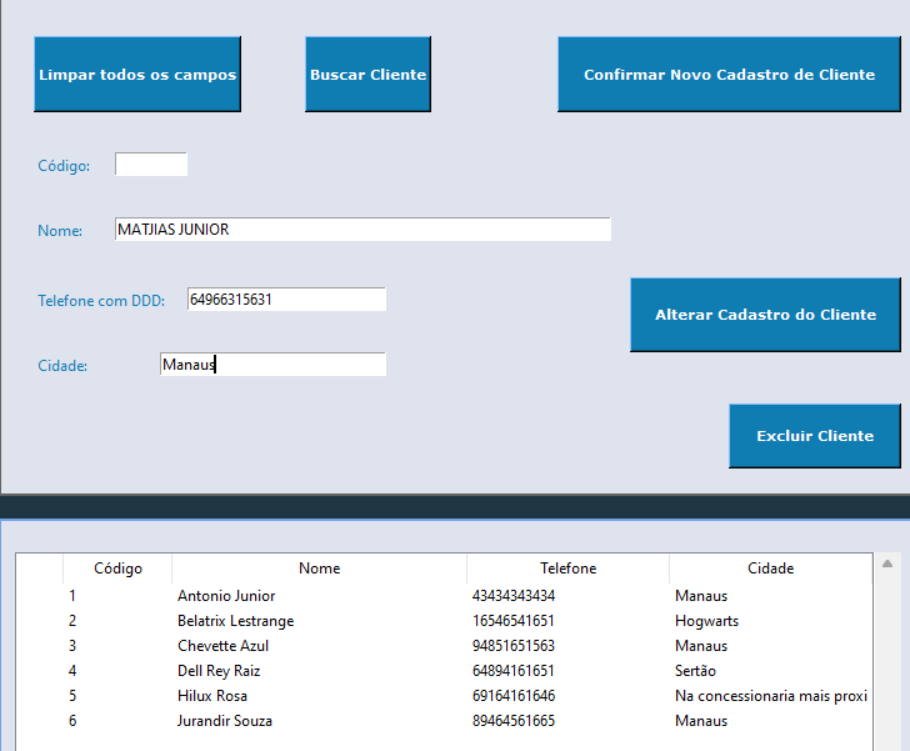 Limpar todos os campos Buscar Cliente Confirmar Novo Cadastro de Cliente
Código:
Nome: MATJIAS JUNIOR
Telefone com DDD: 64966315631
Alterar Cadastro do Cliente
Cidade: Manaus
Excluir Cliente
Código Nome Telefone Cidade
1 Antonio Junior 43434343434 Manaus
2 Belatrix Lestrange 16546541651 Hogwarts
3 Chevette Azul 94851651563 Manaus
4 Dell Rey Raiz 64894161651 Sertão
5 Hilux Rosa 69164161646 Na concessionaria mais proxi
6 Jurandir Souza 89464561665 Manaus